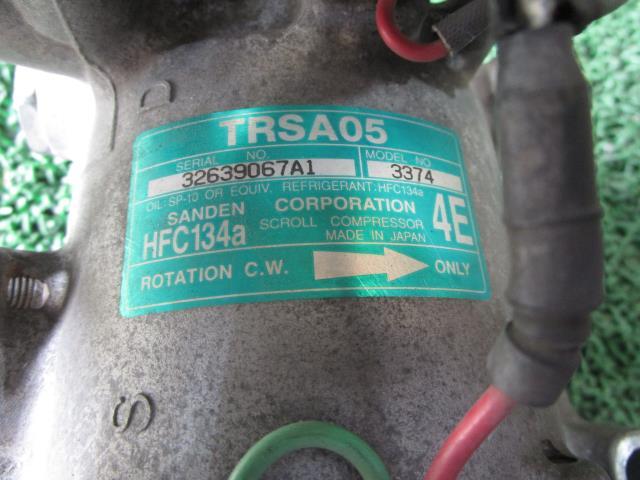 D
TRSA05
SERIAL NO.
MODEL NO
32639067A1
3374
OIL: SP-10 OR EQUIV. REFRIGERANT:HFC134a
SANDEN CORPORATION
HFC134a
SCROLL COMPRESSOR
MADE IN JAPAN
4E
ROTATION C.W.
ONLY
S